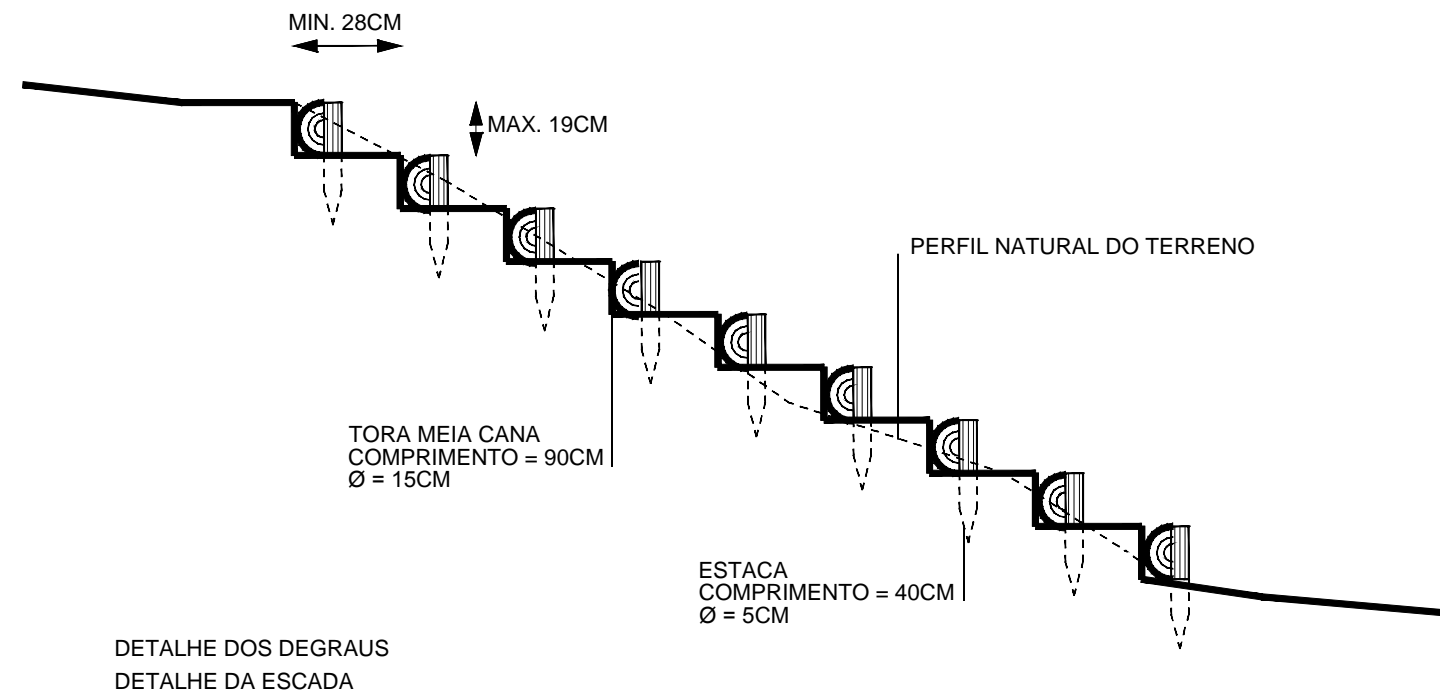 MIN. 28CM
MAX. 19CM
PERFIL NATURAL DO TERRENO
TORA MEIA CANA
COMPRIMENTO = 90CM
Ø = 15CM
ESTACA
COMPRIMENTO = 40CM
Ø = 5CM
DETALHE DOS DEGRAUS
DETALHE DA ESCADA